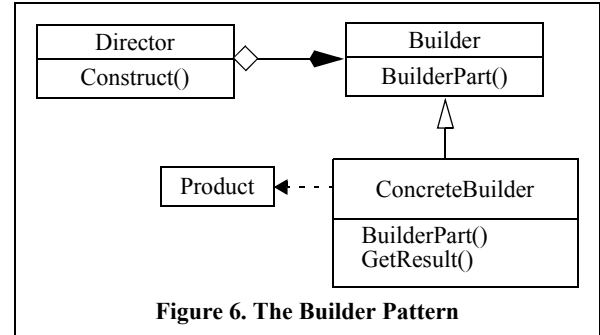 Director
Construct()
Builder
BuilderPart()
Product
ConcreteBuilder
BuilderPart()
GetResult()
Figure 6. The Builder Pattern